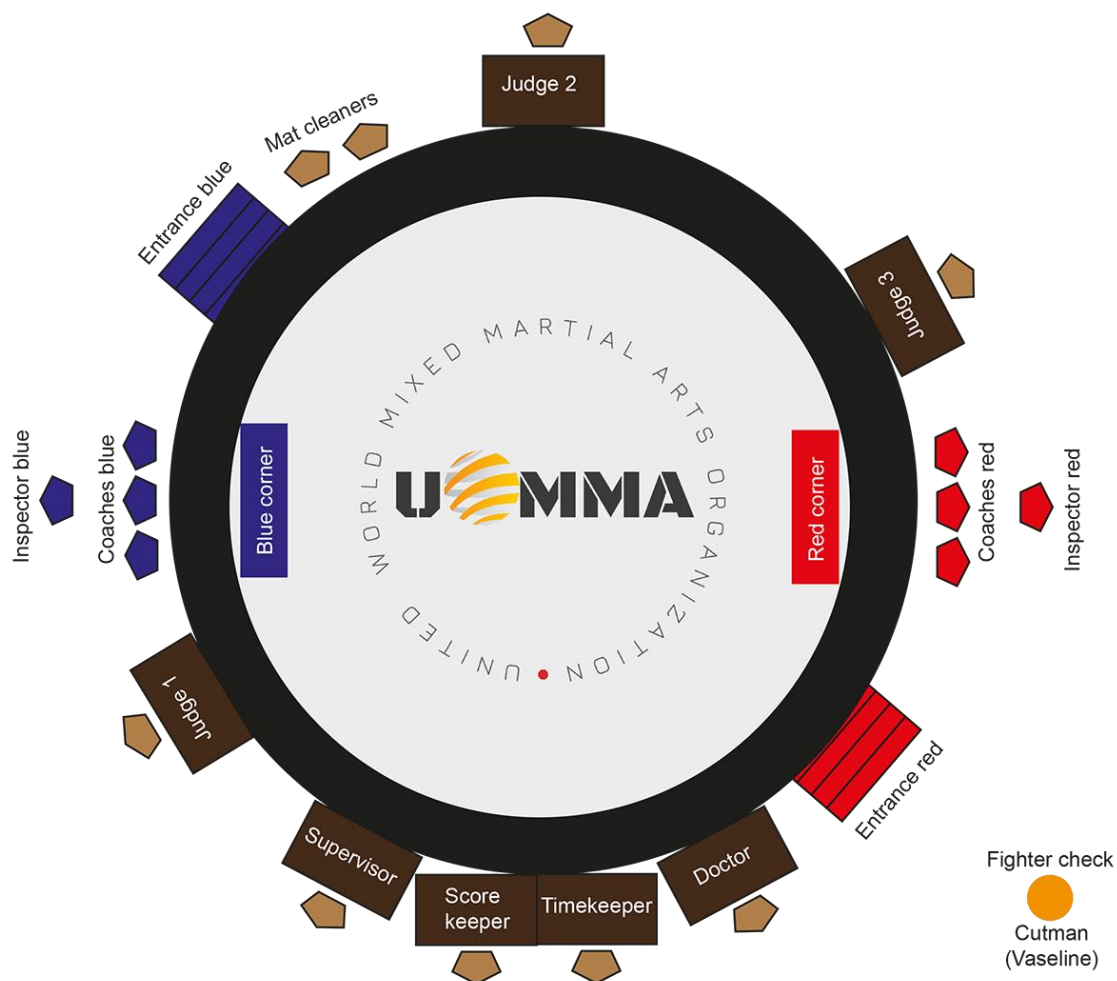 Judge 2
Mat cleaners
Entrance blue
Judge 3
UNITED WORLD MIXED MARTIAL ARTS ORGANIZATION •
Inspector blue
Coaches blue
Blue corner
U MMA
Red corner
Coaches red
Inspector red
Judge 1
Entrance red
Supervisor
Score
keeper
Timekeeper
Doctor
Fighter check
Cutman
(Vaseline)